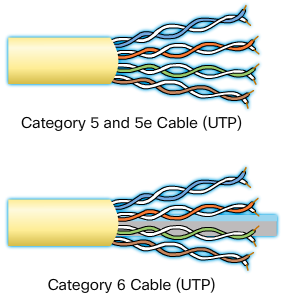 Category 5 and 5e Cable (UTP)
Category 6 Cable (UTP)